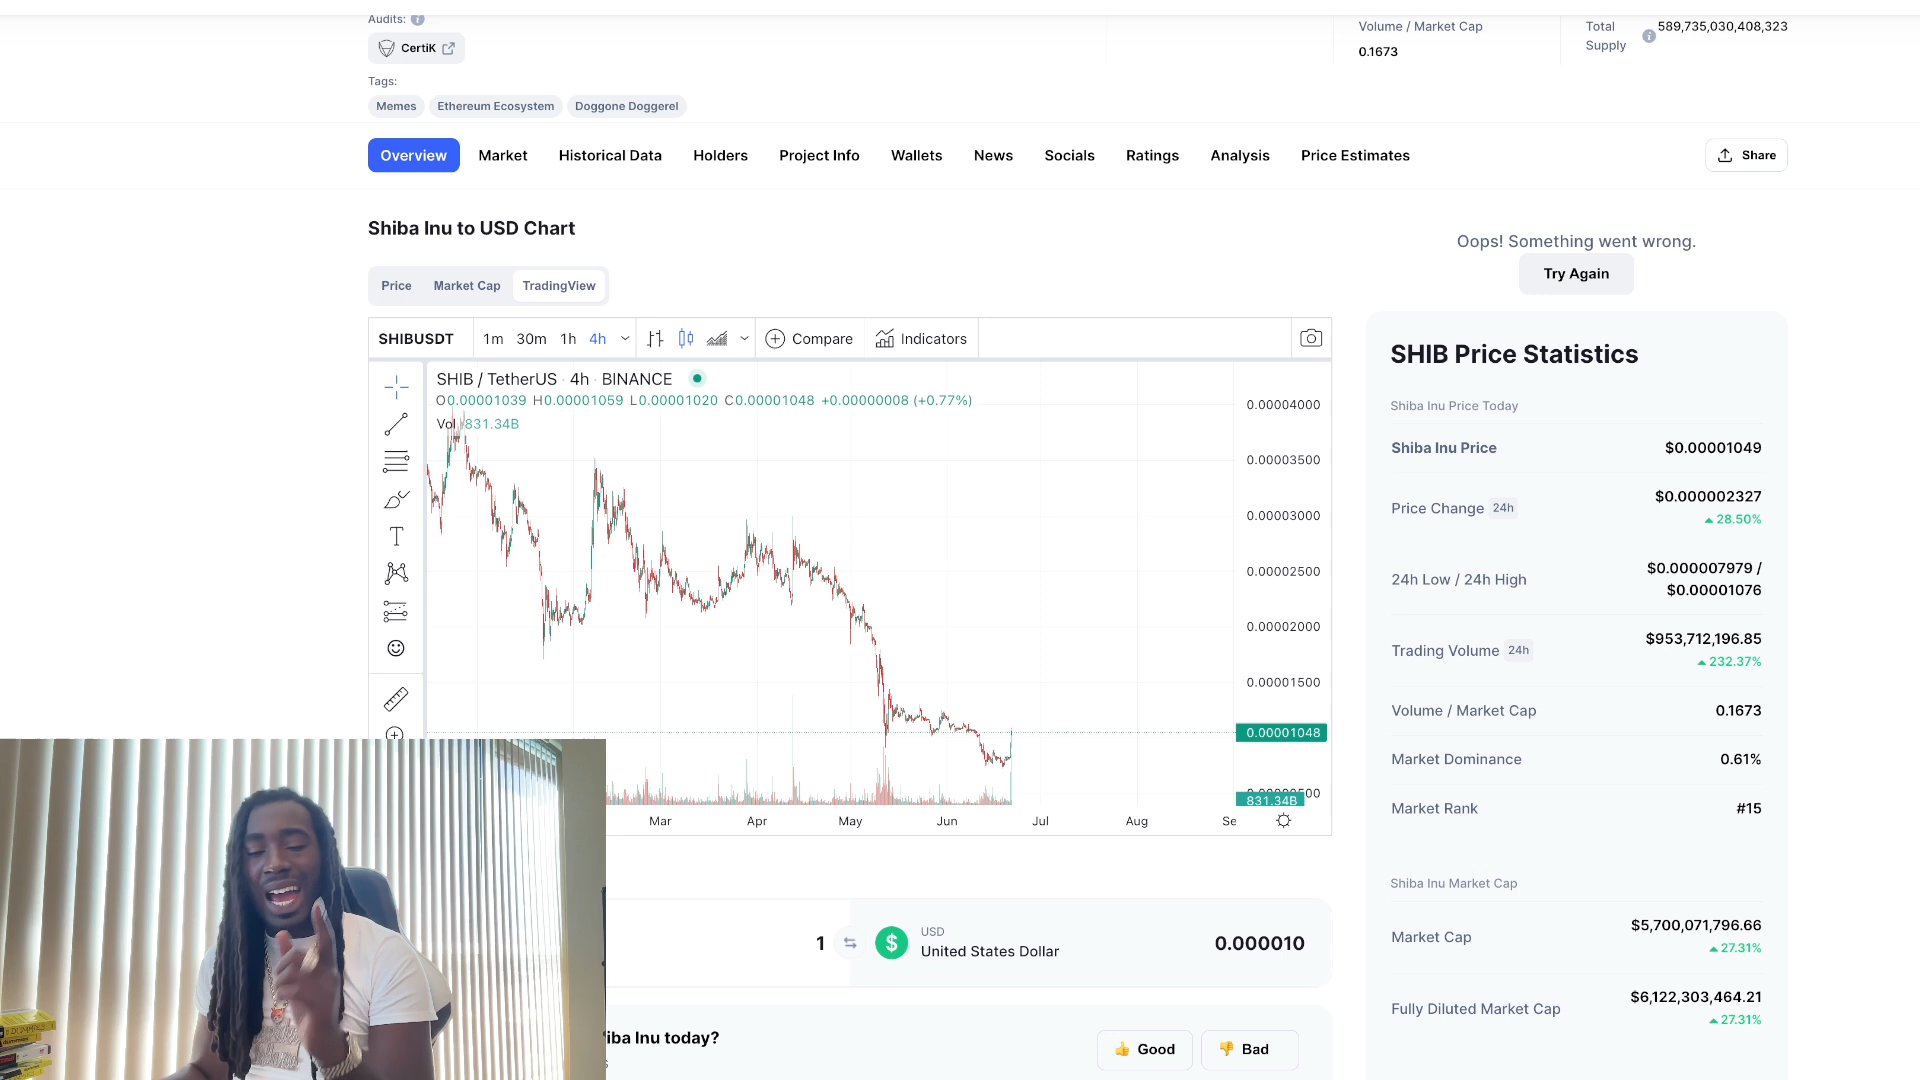 Audits:
CertiK
Tags:
Memes Ethereum Ecosystem Doggone Doggerel
Volume / Market Cap
0.1673
Total Supply
589,735,030,408,323
Overview Market Historical Data Holders Project Info Wallets News Socials Ratings Analysis Price Estimates
Share
Shiba Inu to USD Chart
Price Market Cap TradingView
SHIBUSDT 1m 30m 1h 4h Compare Indicators
SHIB / TetherUS · 4h · BINANCE
O0.00001039 H0.00001059 L0.00001020 C0.00001048 +0.00000008 (+0.77%)
Vol 831.34B
0.00004000
0.00003500
0.00003000
0.00002500
0.00002000
0.00001500
0.00001048
831.34B
Mar Apr May Jun Jul Aug Se
1
USD
United States Dollar
0.000010
iba Inu today?
👍 Good 👎 Bad
Oops! Something went wrong.
Try Again
SHIB Price Statistics
Shiba Inu Price Today
Shiba Inu Price $0.00001049
Price Change 24h $0.000002327
28.50%
24h Low / 24h High $0.000007979 /
$0.00001076
Trading Volume 24h $953,712,196.85
232.37%
Volume / Market Cap 0.1673
Market Dominance 0.61%
Market Rank #15
Shiba Inu Market Cap
Market Cap $5,700,071,796.66
27.31%
Fully Diluted Market Cap $6,122,303,464.21
27.31%